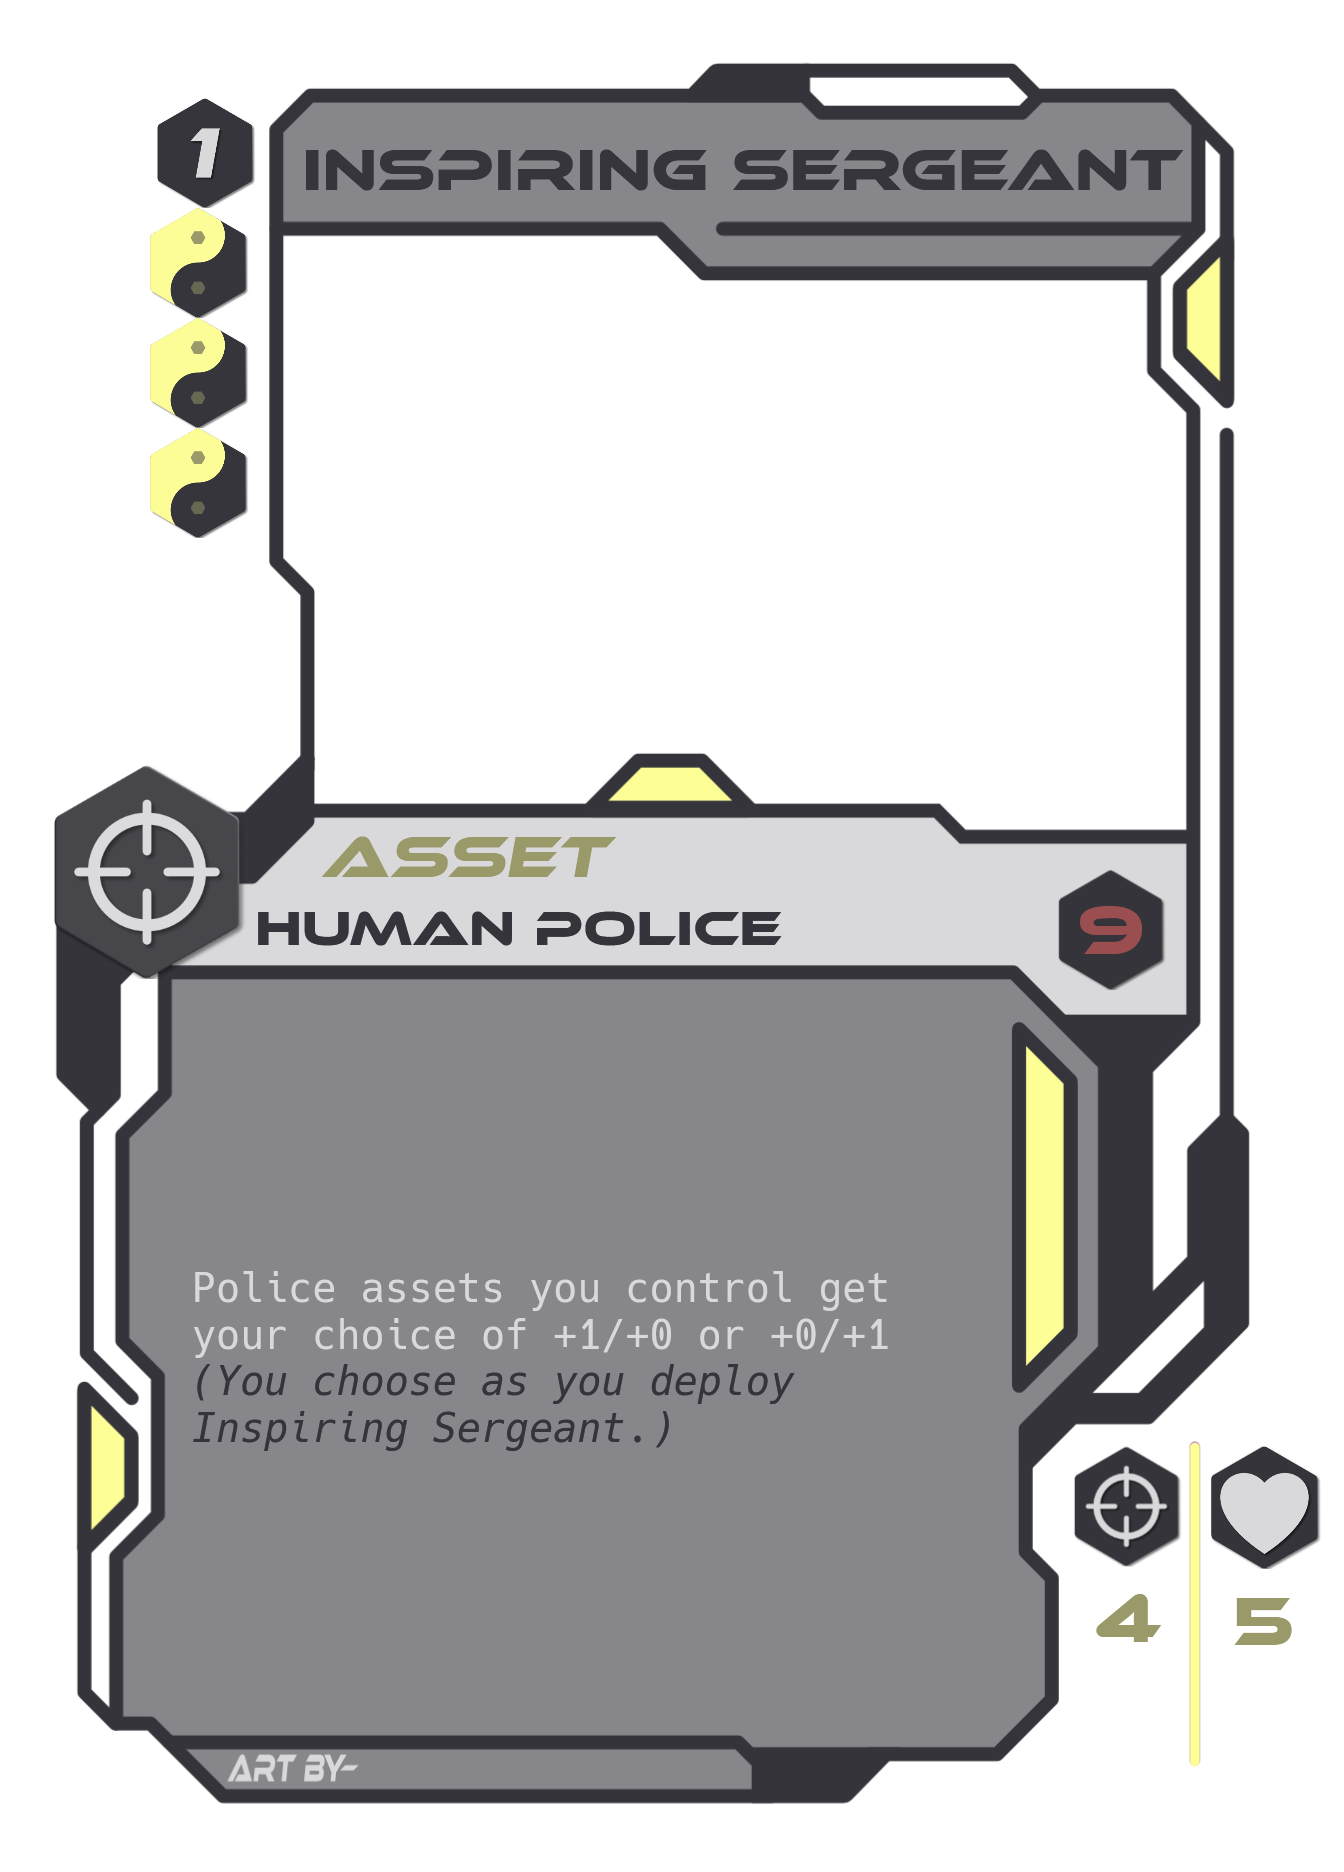 1
INSPIRING SERGEANT
ASSET
HUMAN POLICE
9
Police assets you control get
your choice of +1/+0 or +0/+1
(You choose as you deploy
Inspiring Sergeant.)
4 5
ART BY-